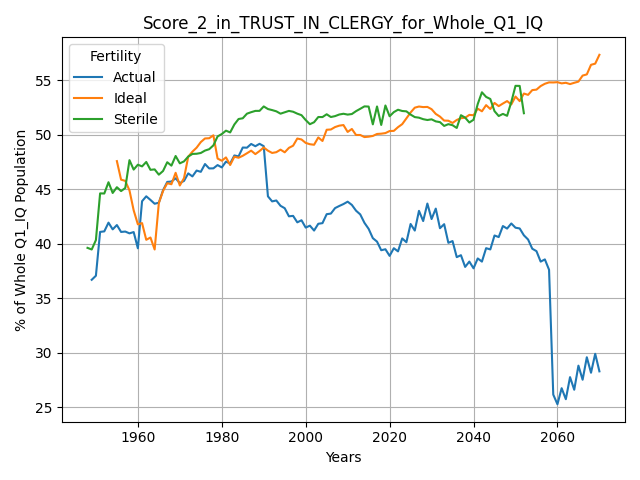 Score_2_in_TRUST_IN_CLERGY_for_Whole_Q1_IQ
Fertility
Actual
Ideal
Sterile
% of Whole Q1_IQ Population
55
50
45
40
35
30
25
1960
1980
2000
2020
2040
2060
Years